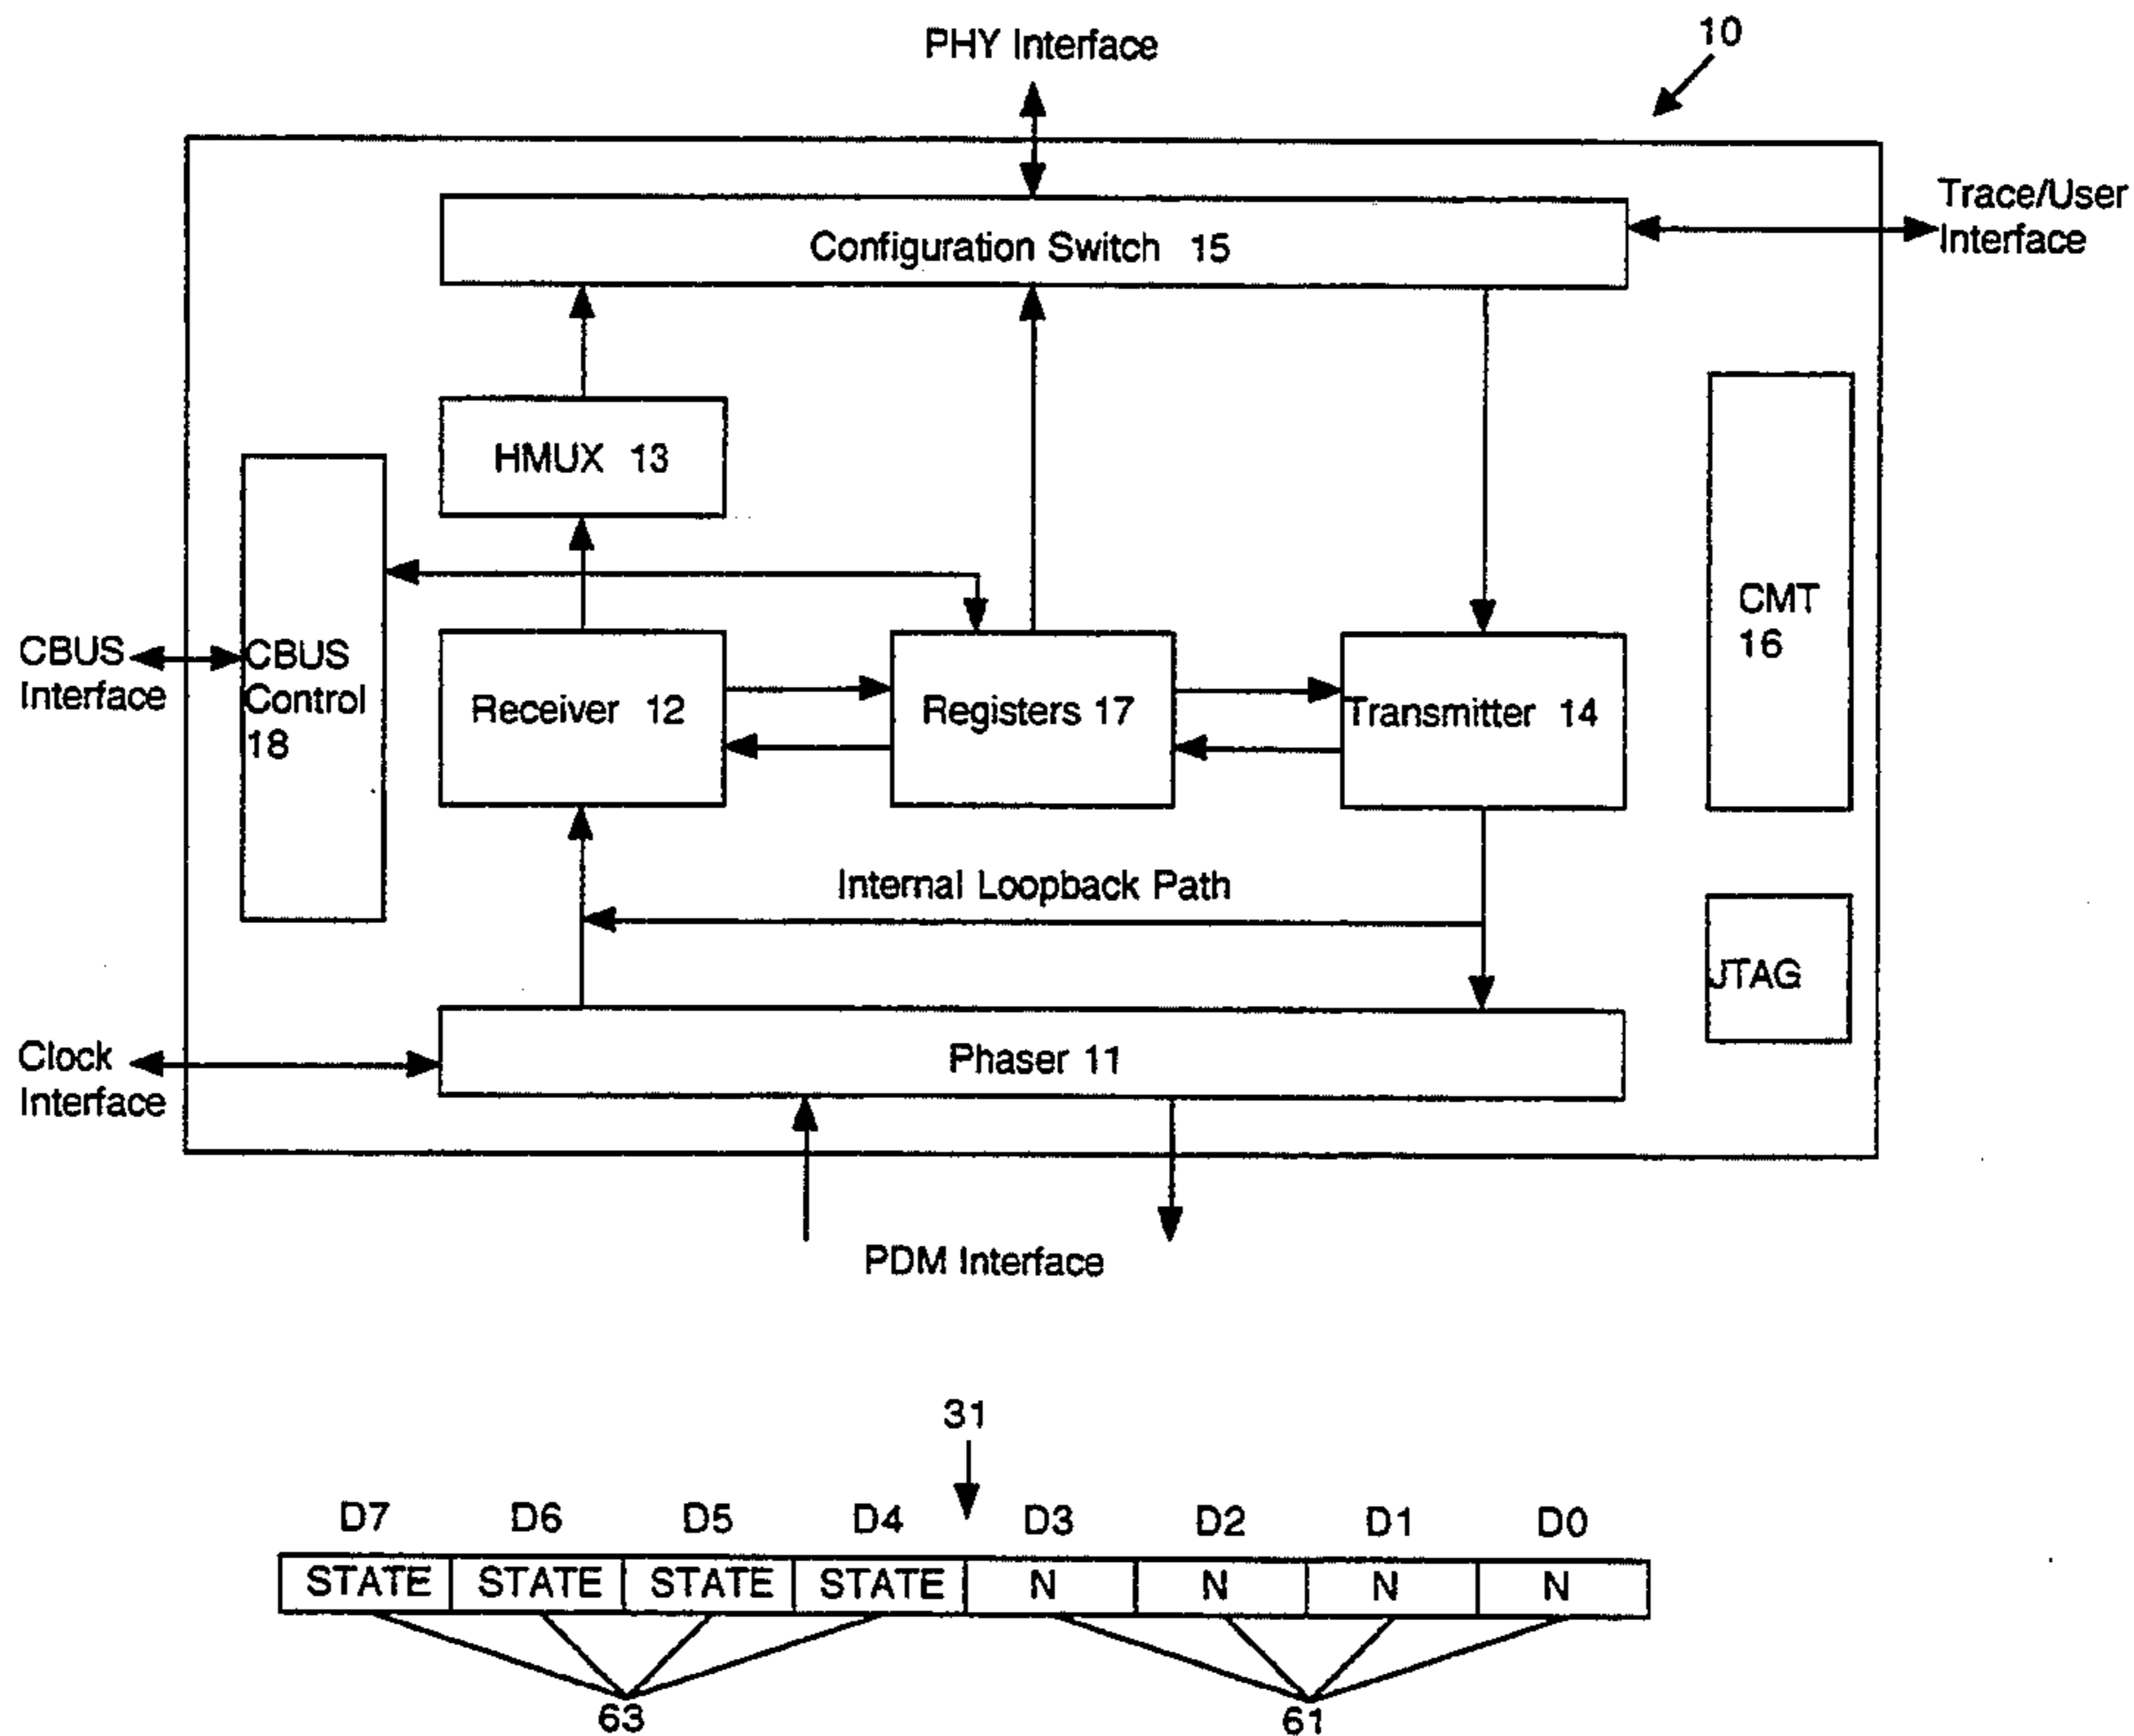 10
PHY Interface
Trace/User
Interface
Configuration Switch 15
HMUX 13
CMT
16
CBUS
Interface
CBUS
Control
18
Receiver 12
Registers 17
Transmitter 14
Internal Loopback Path
JTAG
Clock
Interface
Phaser 11
PDM Interface
31
D7 D6 D5 D4 D3 D2 D1 D0
STATE STATE STATE STATE N N N N
63 61